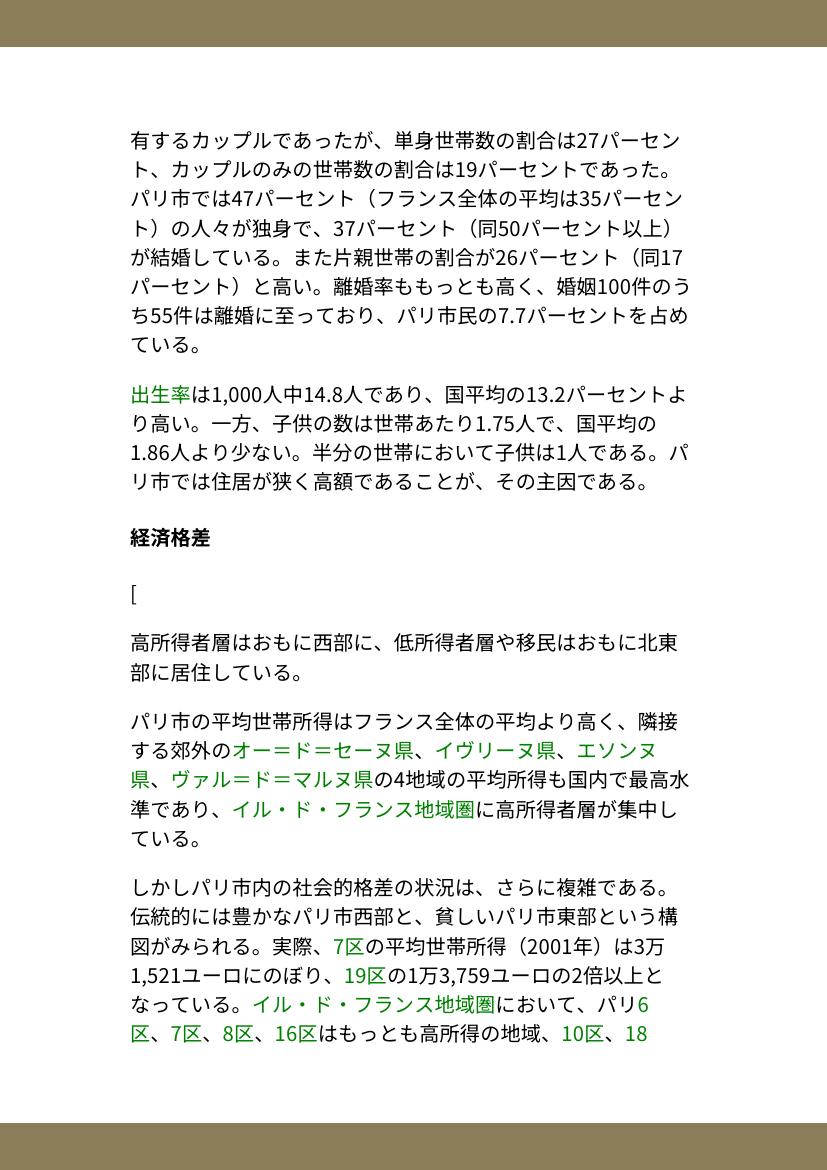 有するカップルであったが、単身世帯数の割合は27パーセン
ト、カップルのみの世帯数の割合は19パーセントであった。
パリ市では47パーセント（フランス全体の平均は35パーセン
ト）の人々が独身で、37パーセント（同50パーセント以上）
が結婚している。また片親世帯の割合が26パーセント（同17
パーセント）と高い。離婚率ももっとも高く、婚姻100件のう
ち55件は離婚に至っており、パリ市民の7.7パーセントを占め
ている。
出生率は1,000人中14.8人であり、国平均の13.2パーセントよ
り高い。一方、子供の数は世帯あたり1.75人で、国平均の
1.86人より少ない。半分の世帯において子供は1人である。パ
リ市では住居が狭く高額であることが、その主因である。
経済格差
[
高所得者層はおもに西部に、低所得者層や移民はおもに北東
部に居住している。
パリ市の平均世帯所得はフランス全体の平均より高く、隣接
する郊外のオー＝ド＝セーヌ県、イヴリーヌ県、エソンヌ
県、ヴァル＝ド＝マルヌ県の4地域の平均所得も国内で最高水
準であり、イル・ド・フランス地域圏に高所得者層が集中し
ている。
しかしパリ市内の社会的格差の状況は、さらに複雑である。
伝統的には豊かなパリ市西部と、貧しいパリ市東部という構
図がみられる。実際、7区の平均世帯所得（2001年）は3万
1,521ユーロにのぼり、19区の1万3,759ユーロの2倍以上と
なっている。イル・ド・フランス地域圏において、パリ6
区、7区、8区、16区はもっとも高所得の地域、10区、18